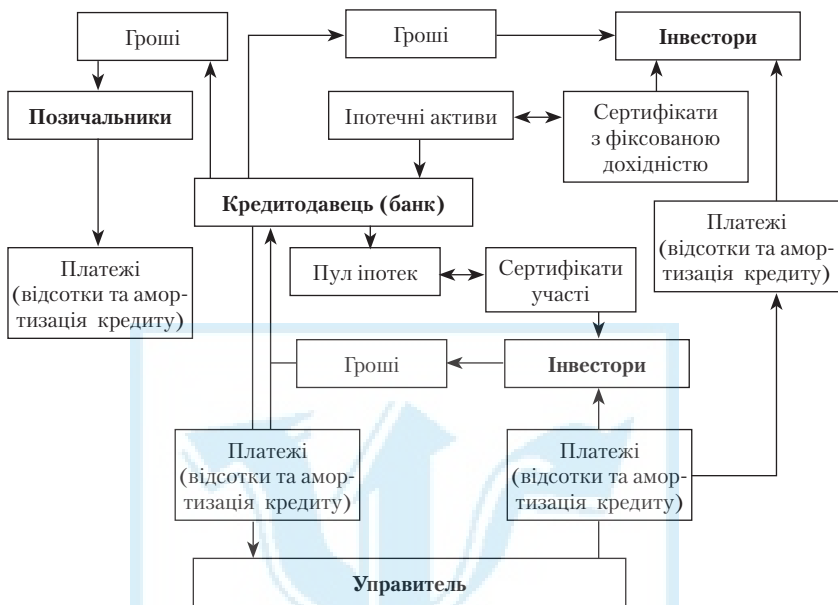 Гроші
Гроші
Інвестори
Позичальники
Іпотечні активи
Сертифікати
з фіксованою
дохідністю
Кредитодавець (банк)
Платежі
(відсотки та амор-
тизація кредиту)
Платежі
(відсотки та амор-
тизація кредиту)
Пул іпотек
Сертифікати
участі
Гроші
Інвестори
Платежі
(відсотки та амор-
тизація кредиту)
Платежі
(відсотки та амор-
тизація кредиту)
Управитель